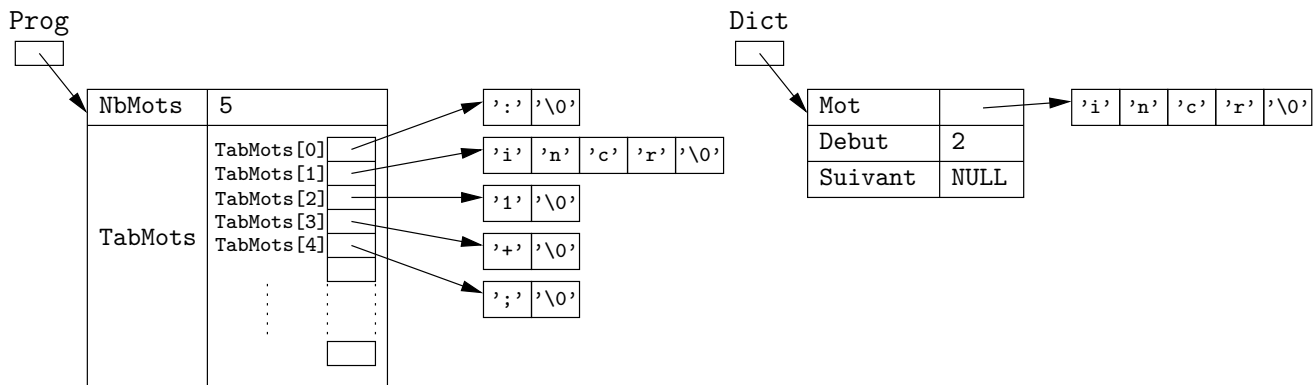 Prog
NbMots 5
TabMots
TabMots[0]
TabMots[1]
TabMots[2]
TabMots[3]
TabMots[4]
':' '\0'
'i' 'n' 'c' 'r' '\0'
'1' '\0'
'+' '\0'
';' '\0'
Dict
Mot
Debut 2
Suivant NULL
'i' 'n' 'c' 'r' '\0'